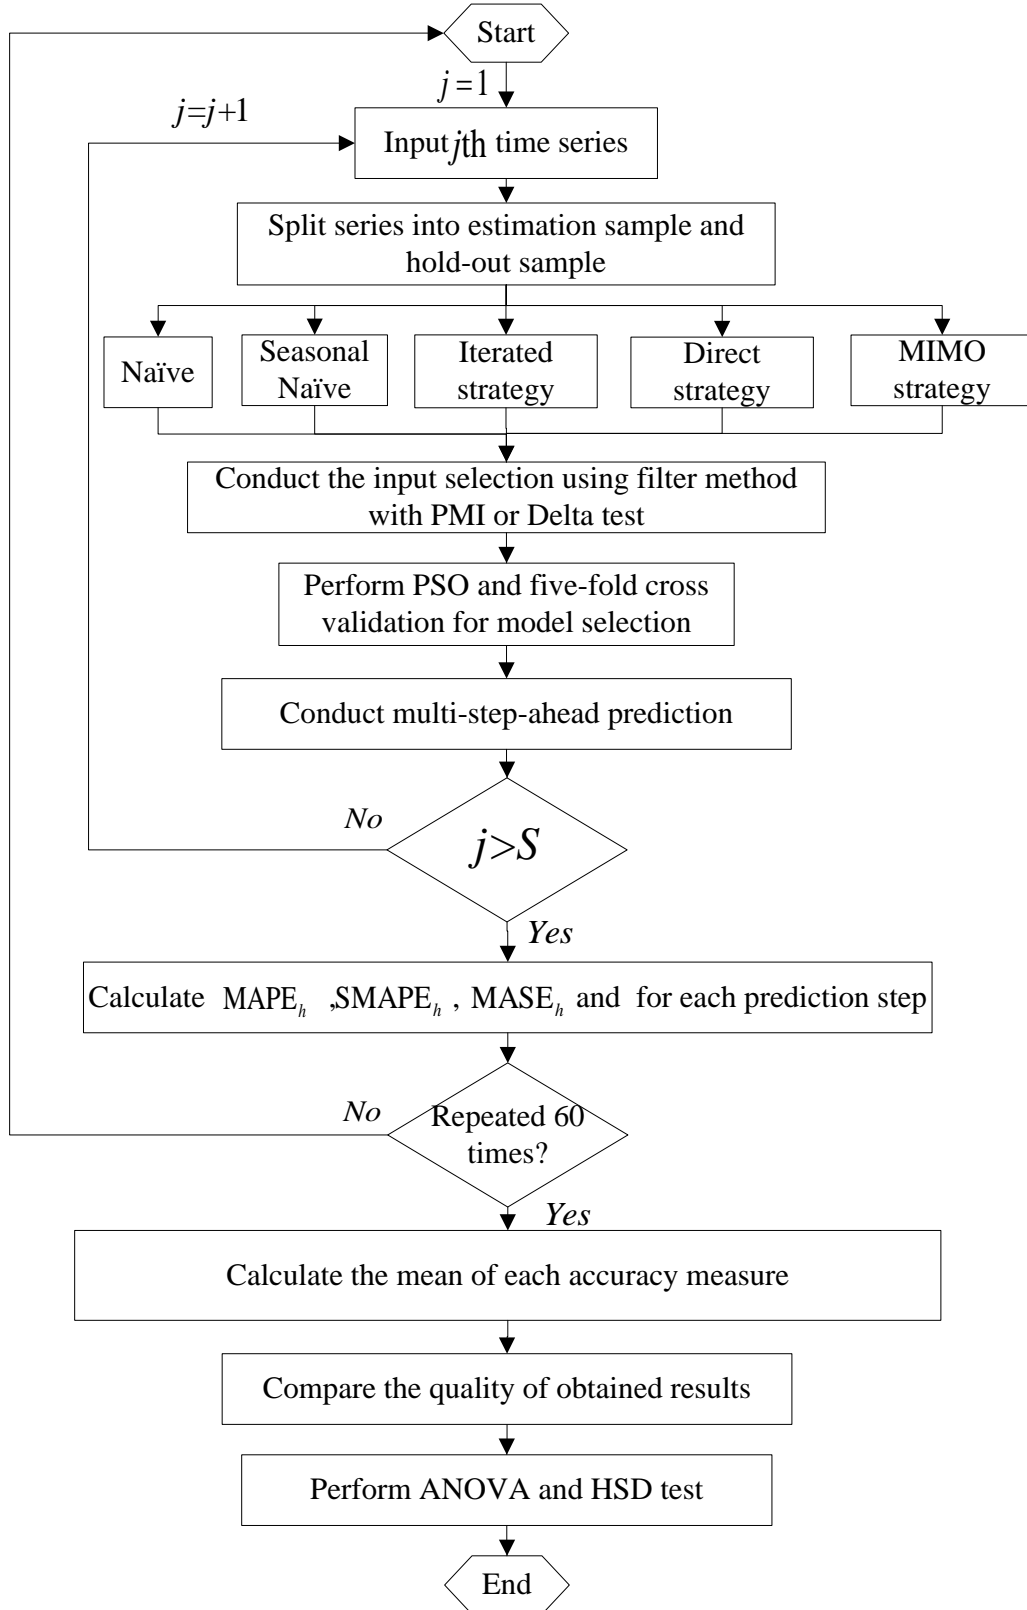 Start
j=1
j=j+1
Input jth time series
Split series into estimation sample and
hold-out sample
Naïve
Seasonal
Naïve
Iterated
strategy
Direct
strategy
MIMO
strategy
Conduct the input selection using filter method
with PMI or Delta test
Perform PSO and five-fold cross
validation for model selection
Conduct multi-step-ahead prediction
No
j>S
Yes
Calculate MAPE_h ,SMAPE_h , MASE_h and for each prediction step
No
Repeated 60
times?
Yes
Calculate the mean of each accuracy measure
Compare the quality of obtained results
Perform ANOVA and HSD test
End